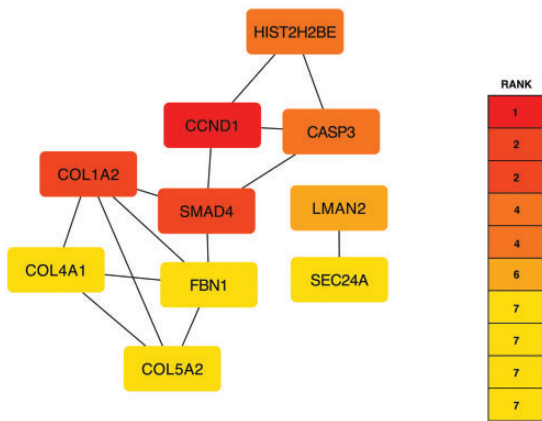 HIST2H2BE
CCND1
CASP3
COL1A2
SMAD4
LMAN2
COL4A1
FBN1
SEC24A
COL5A2
RANK
1
2
2
4
4
6
7
7
7
7